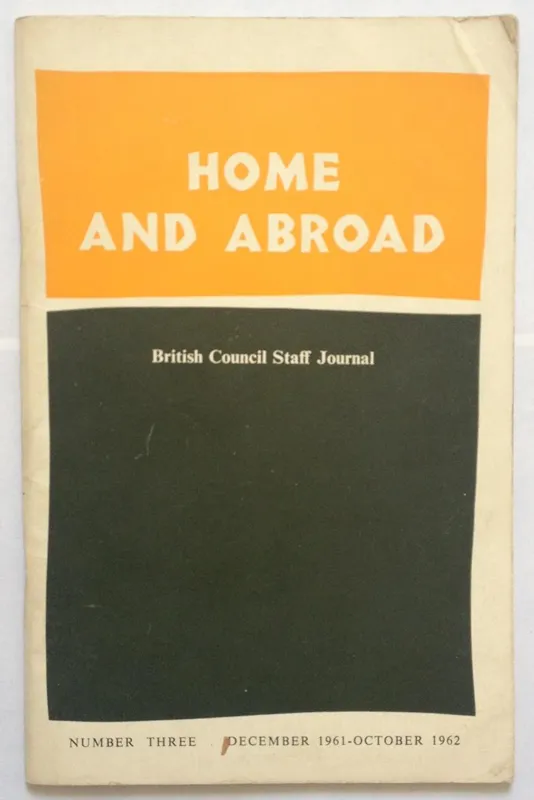 HOME
AND ABROAD
British Council Staff Journal
NUMBER THREE DECEMBER 1961-OCTOBER 1962